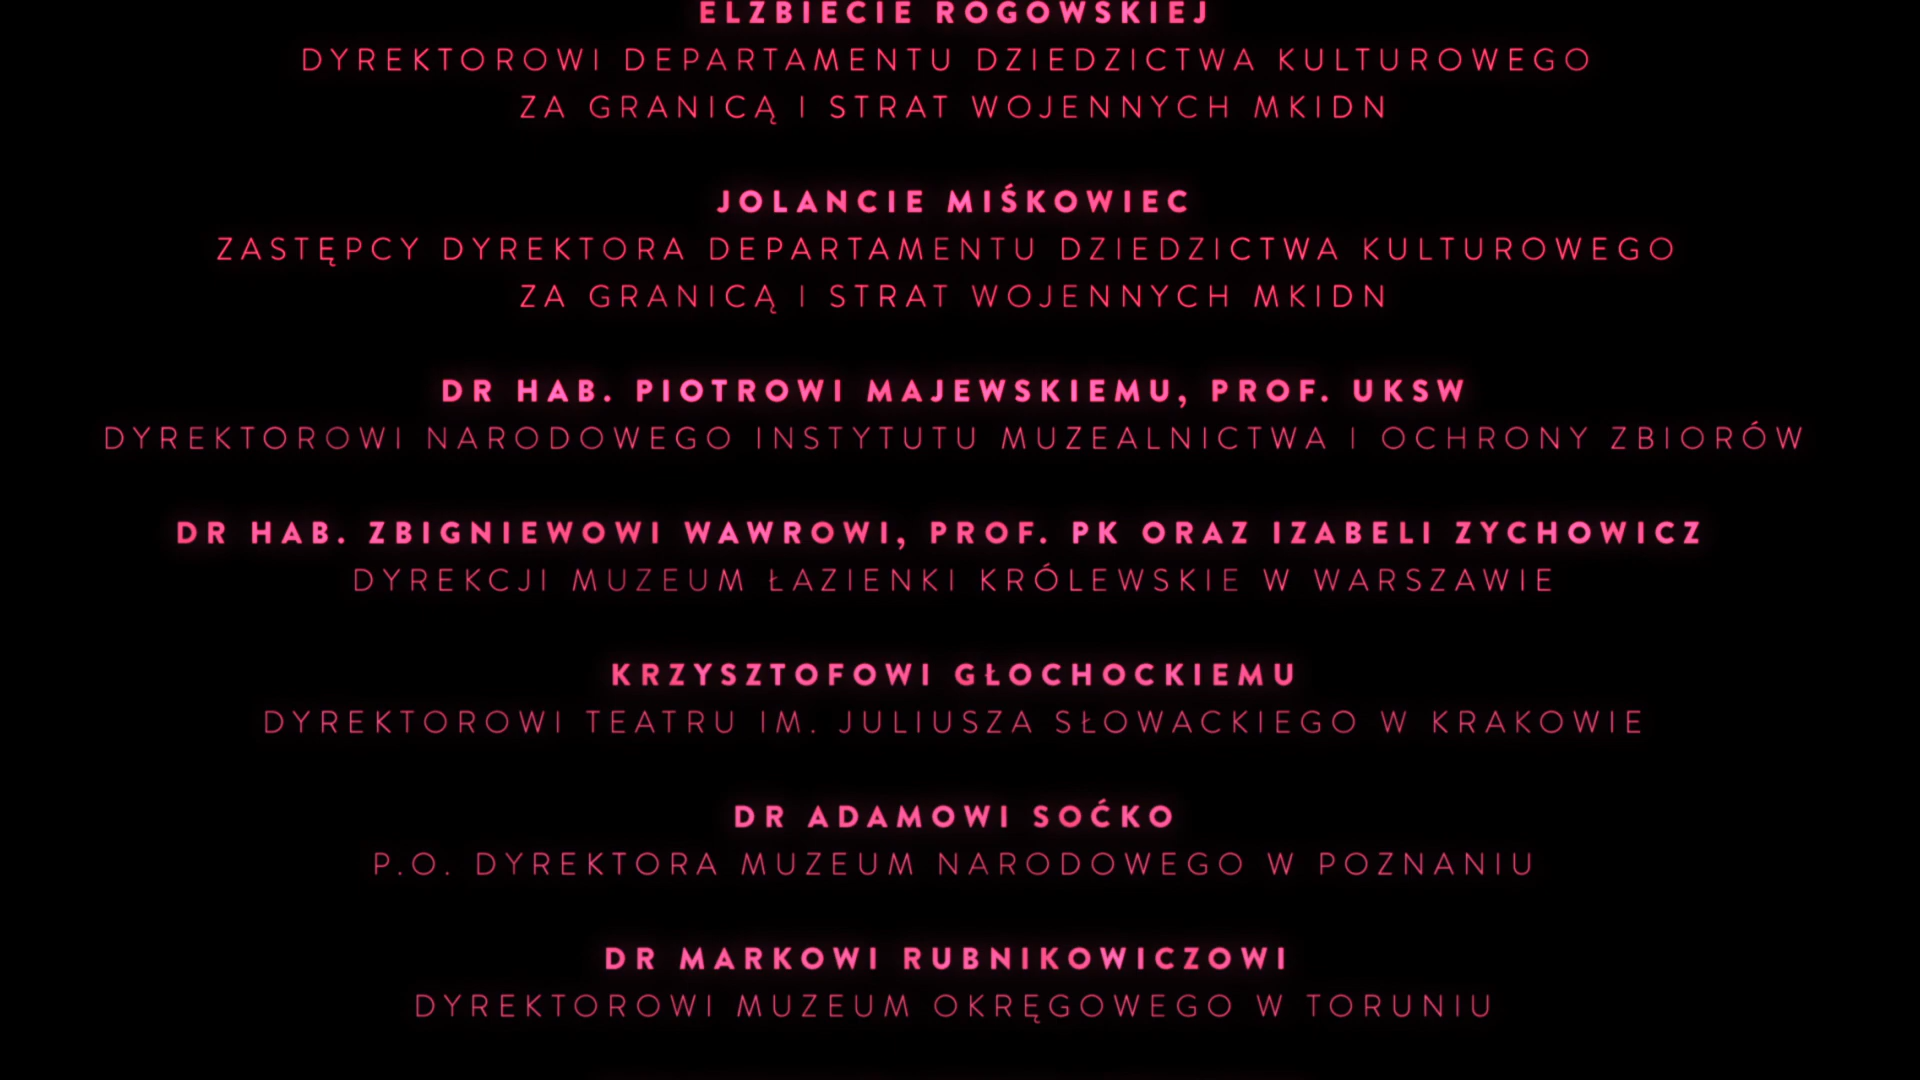 ELŻBIECIE ROGOWSKIEJ
DYREKTOROWI DEPARTAMENTU DZIEDZICTWA KULTUROWEGO
ZA GRANICĄ I STRAT WOJENNYCH MKIDN
JOLANCIE MIŚKOWIEC
ZASTĘPCY DYREKTORA DEPARTAMENTU DZIEDZICTWA KULTUROWEGO
ZA GRANICĄ I STRAT WOJENNYCH MKIDN
DR HAB. PIOTROWI MAJEWSKIEMU, PROF. UKSW
DYREKTOROWI NARODOWEGO INSTYTUTU MUZEALNICTWA I OCHRONY ZBIORÓW
DR HAB. ZBIGNIEWOWI WAWROWI, PROF. PK ORAZ IZABELI ZYCHOWICZ
DYREKCJI MUZEUM ŁAZIENKI KRÓLEWSKIE W WARSZAWIE
KRZYSZTOFOWI GŁOCHOCKIEMU
DYREKTOROWI TEATRU IM. JULIUSZA SŁOWACKIEGO W KRAKOWIE
DR ADAMOWI SOĆKO
P.O. DYREKTORA MUZEUM NARODOWEGO W POZNANIU
DR MARKOWI RUBNIKOWICZOWI
DYREKTOROWI MUZEUM OKRĘGOWEGO W TORUNIU